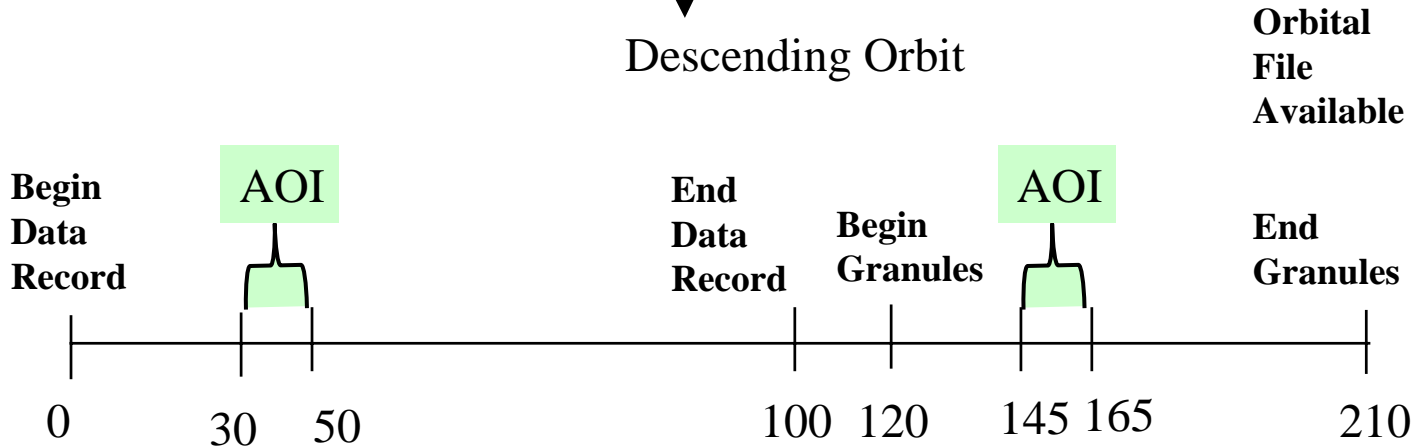 Descending Orbit
Orbital
File
Available
Begin
Data
Record
AOI
End
Data
Record
Begin
Granules
AOI
End
Granules
0
30
50
100
120
145
165
210